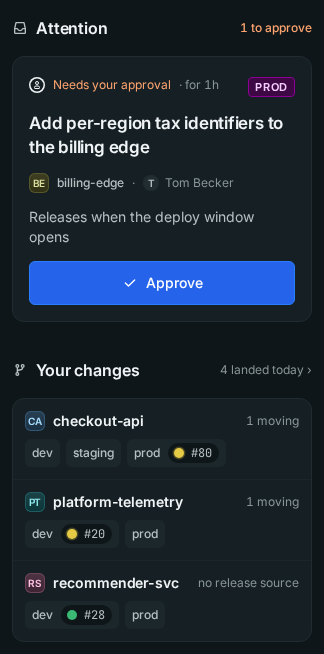 Attention 1 to approve
Needs your approval · for 1h PROD
Add per-region tax identifiers to
the billing edge
BE billing-edge · T Tom Becker
Releases when the deploy window
opens
Approve
Your changes 4 landed today ›
CA checkout-api 1 moving
dev staging prod #80
PT platform-telemetry 1 moving
dev #20 prod
RS recommender-svc no release source
dev #28 prod